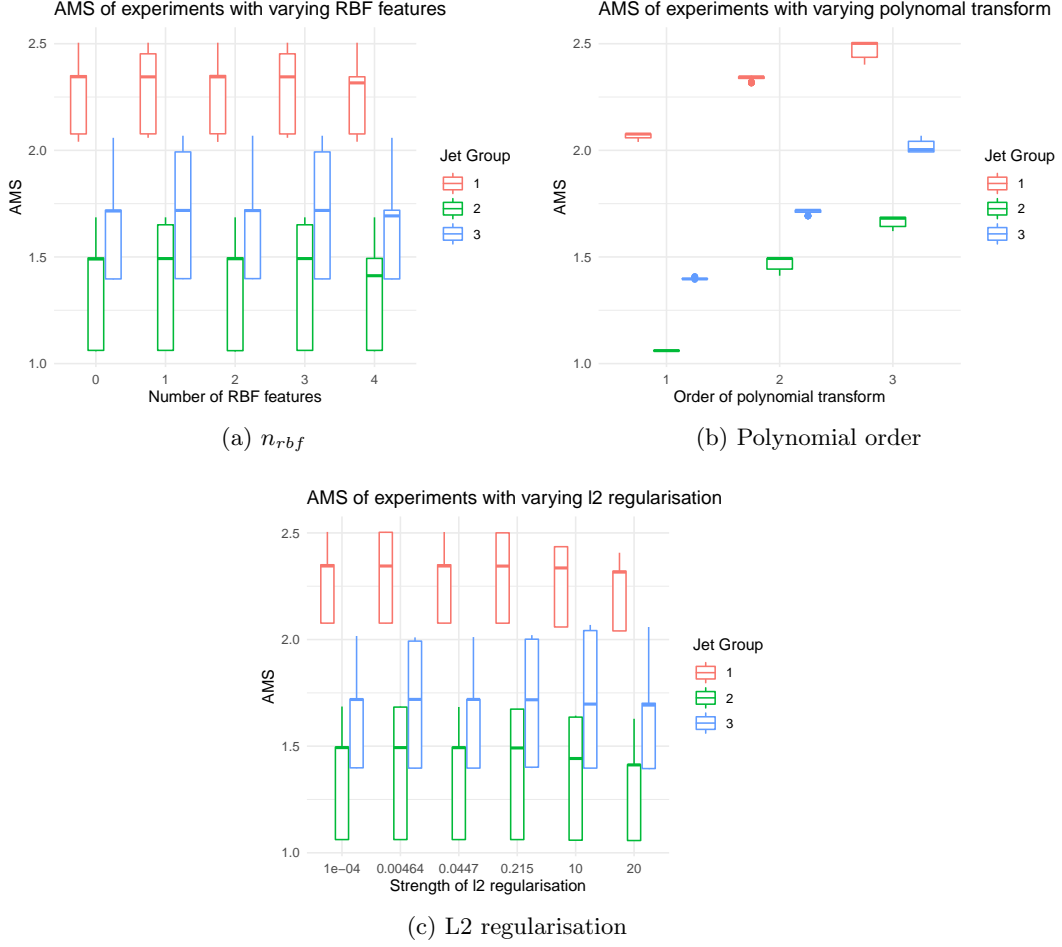 AMS of experiments with varying RBF features
2.5
2.0
1.5
1.0
AMS
0 1 2 3 4
Number of RBF features
Jet Group
1
2
3
(a) n_{rbf}
AMS of experiments with varying polynomal transform
2.5
2.0
1.5
1.0
AMS
1 2 3
Order of polynomial transform
Jet Group
1
2
3
(b) Polynomial order
AMS of experiments with varying l2 regularisation
2.5
2.0
1.5
1.0
AMS
1e−04 0.00464 0.0447 0.215 10 20
Strength of l2 regularisation
Jet Group
1
2
3
(c) L2 regularisation